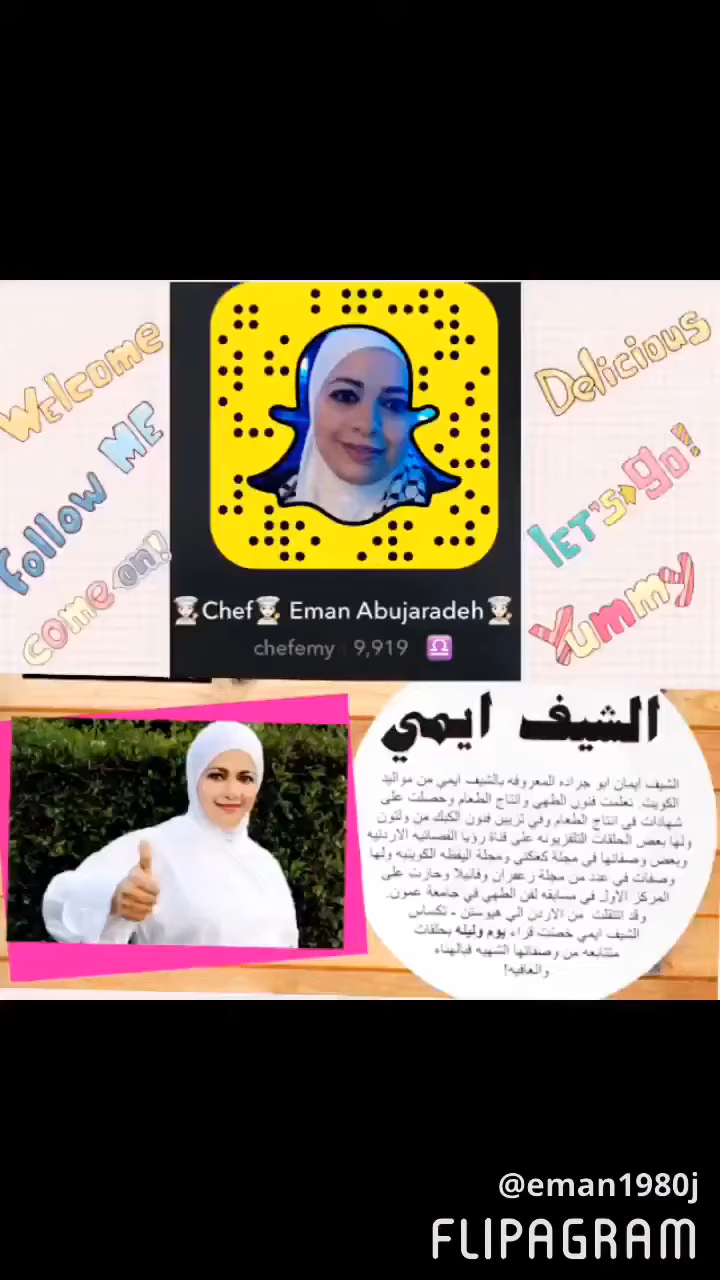 Welcome
Follow ME
come on!
Delicious
LET'S go!
Yummy
Chef Eman Abujaradeh
chefemy 9,919
الشيف ايمي
الشيف ايمان ابو جراده المعروفه بالشيف ايمي من مواليد
الكويت. تعلمت فنون الطهي وانتاج الطعام وحصلت على
شهادات في انتاج الطعام وفي تزيين فنون الكيك من ولتون
ولها بعض الحلقات التلفزيونه على قناة رؤيا الفضائيه الاردنيه
وبعض وصفاتها في مجلة كعكتي ومجلة اليقظه الكويتيه ولها
وصفات في عدد من مجلة زعفران وفانيلا وحازت على
المركز الأول في مسابقه لفن الطهي في جامعة عمون.
وقد انتقلت من الاردن الي هيوستن - تكساس
الشيف ايمي خصت قراء يوم وليله بحلقات
متتابعه من وصفاتها الشهيه فبالهناء
والعافيه!
@eman1980j
FLIPAGRAM